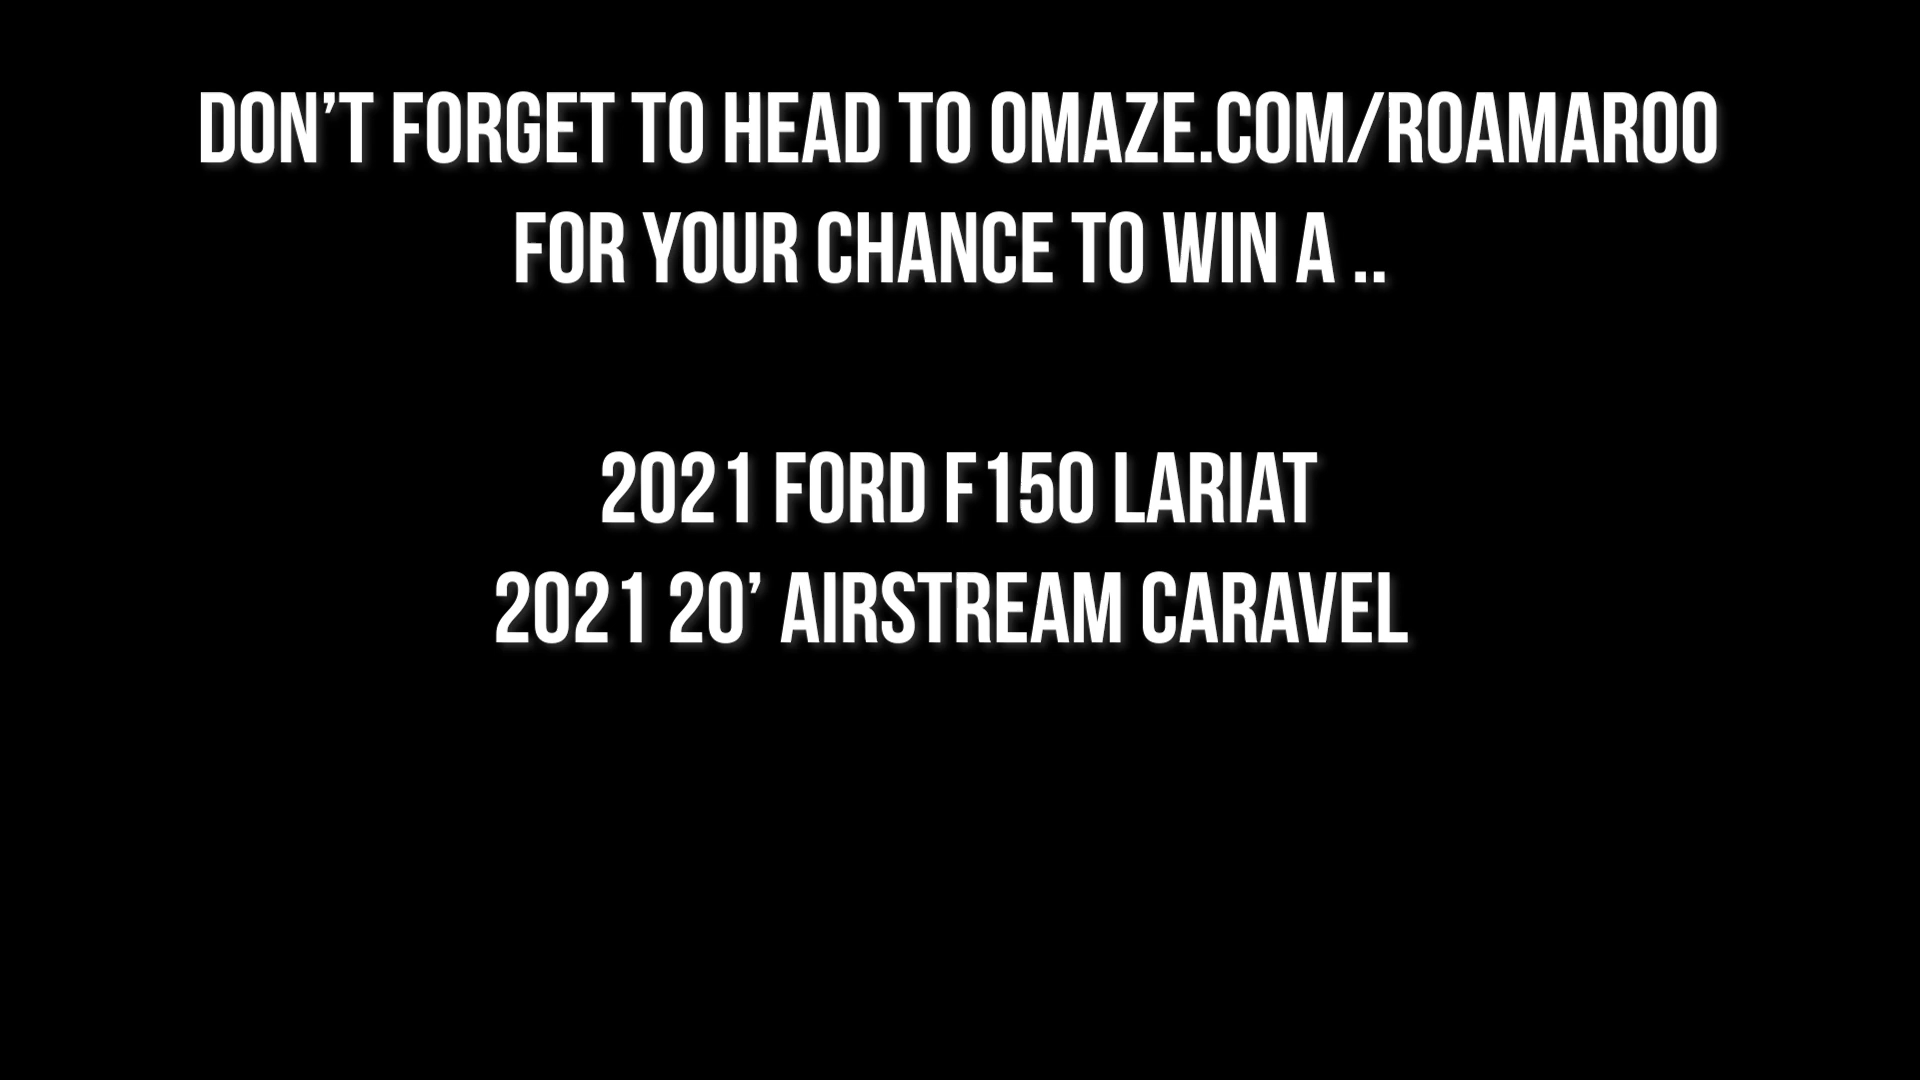 DON’T FORGET TO HEAD TO OMAZE.COM/ROAMAROO
FOR YOUR CHANCE TO WIN A ..
2021 FORD F150 LARIAT
2021 20’ AIRSTREAM CARAVEL